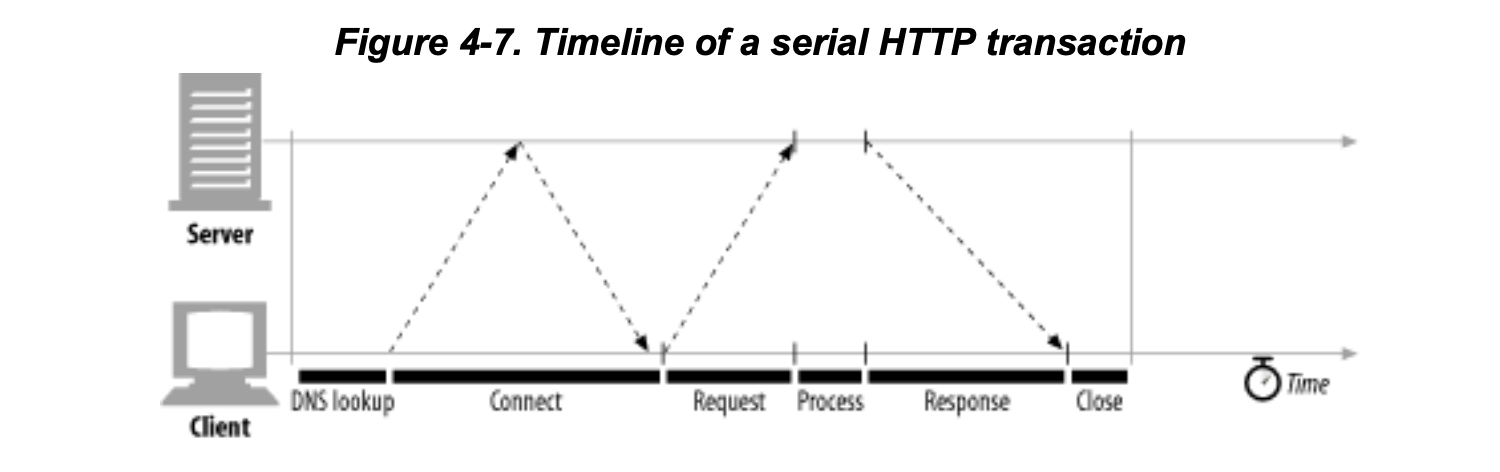 Figure 4-7. Timeline of a serial HTTP transaction
Server
Client
DNS lookup
Connect
Request
Process
Response
Close
Time